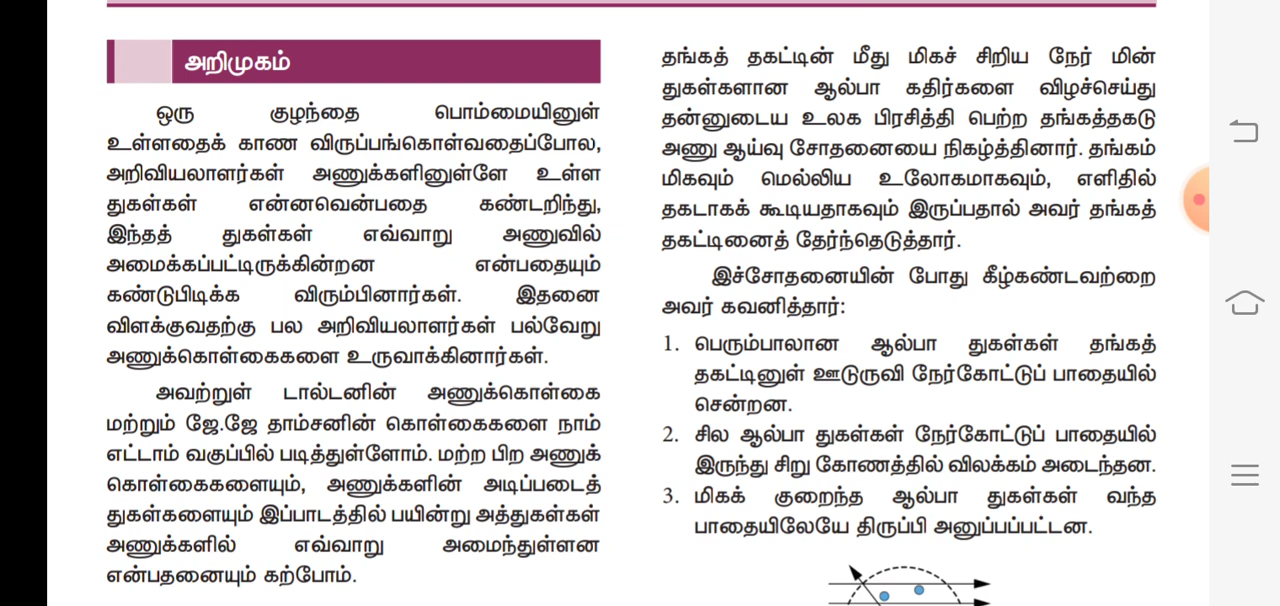 அறிமுகம்
ஒரு குழந்தை பொம்மையினுள்
உள்ளதைக் காண விருப்பங்கொள்வதைப்போல,
அறிவியலாளர்கள் அணுக்களினுள்ளே உள்ள
துகள்கள் என்னவென்பதை கண்டறிந்து,
இந்தத் துகள்கள் எவ்வாறு அணுவில்
அமைக்கப்பட்டிருக்கின்றன என்பதையும்
கண்டுபிடிக்க விரும்பினார்கள். இதனை
விளக்குவதற்கு பல அறிவியலாளர்கள் பல்வேறு
அணுக்கொள்கைகளை உருவாக்கினார்கள்.
அவற்றுள் டால்டனின் அணுக்கொள்கை
மற்றும் ஜே.ஜே தாம்சனின் கொள்கைகளை நாம்
எட்டாம் வகுப்பில் படித்துள்ளோம். மற்ற பிற அணுக்
கொள்கைகளையும், அணுக்களின் அடிப்படைத்
துகள்களையும் இப்பாடத்தில் பயின்று அத்துகள்கள்
அணுக்களில் எவ்வாறு அமைந்துள்ளன
என்பதனையும் கற்போம்.
தங்கத் தகட்டின் மீது மிகச் சிறிய நேர் மின்
துகள்களான ஆல்பா கதிர்களை விழச்செய்து
தன்னுடைய உலக பிரசித்தி பெற்ற தங்கத்தகடு
அணு ஆய்வு சோதனையை நிகழ்த்தினார். தங்கம்
மிகவும் மெல்லிய உலோகமாகவும், எளிதில்
தகடாகக் கூடியதாகவும் இருப்பதால் அவர் தங்கத்
தகட்டினைத் தேர்ந்தெடுத்தார்.
இச்சோதனையின் போது கீழ்கண்டவற்றை
அவர் கவனித்தார்:
1. பெரும்பாலான ஆல்பா துகள்கள் தங்கத்
தகட்டினுள் ஊடுருவி நேர்கோட்டுப் பாதையில்
சென்றன.
2. சில ஆல்பா துகள்கள் நேர்கோட்டுப் பாதையில்
இருந்து சிறு கோணத்தில் விலக்கம் அடைந்தன.
3. மிகக் குறைந்த ஆல்பா துகள்கள் வந்த
பாதையிலேயே திருப்பி அனுப்பப்பட்டன.